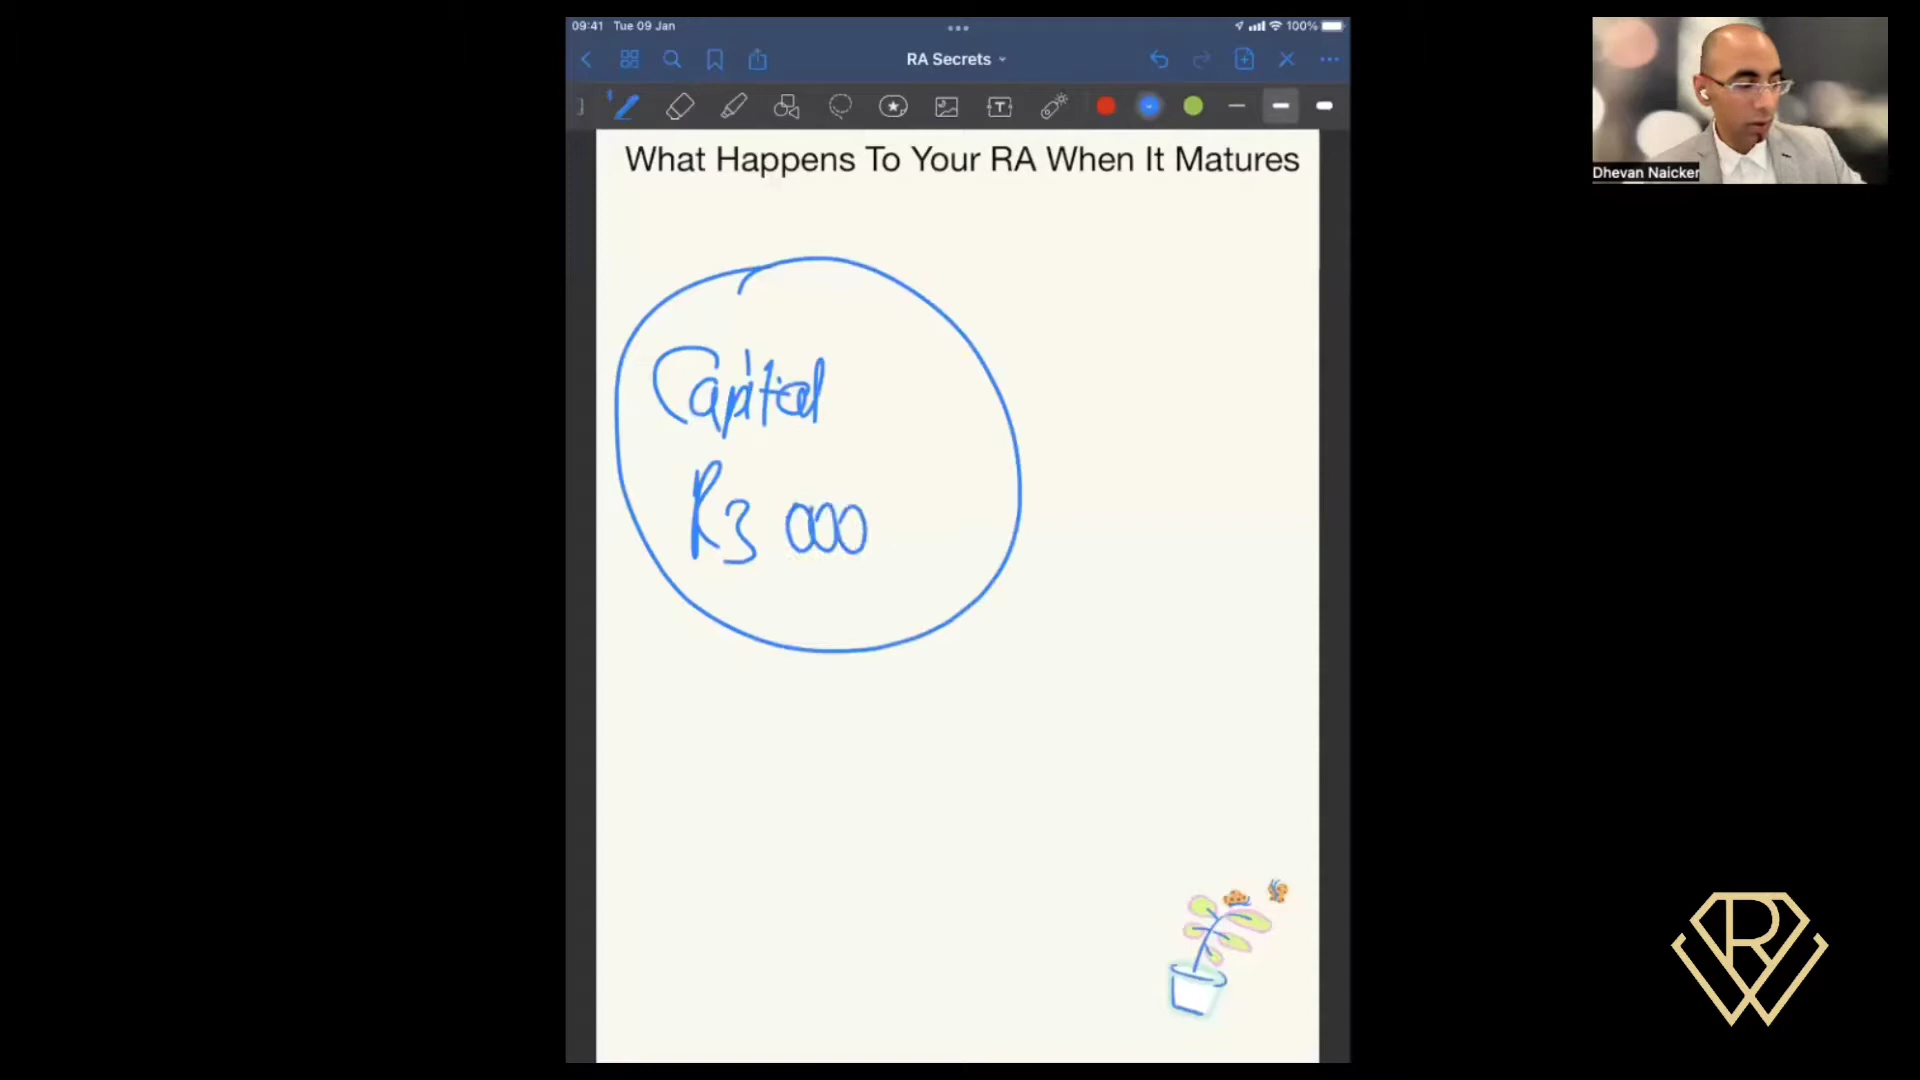 09:41 Tue 09 Jan
100%
RA Secrets
T
What Happens To Your RA When It Matures
Capital
R3 000
Dhevan Naicker
RW